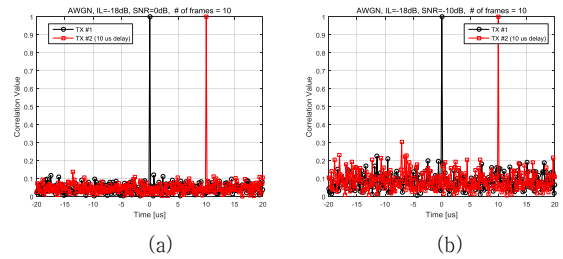 AWGN, IL=-18dB, SNR=0dB, # of frames = 10
TX #1
TX #2 (10 us delay)
Correlation Value
1
0.9
0.8
0.7
0.6
0.5
0.4
0.3
0.2
0.1
0
-20 -15 -10 -5 0 5 10 15 20
Time [us]
(a)
AWGN, IL=-18dB, SNR=-10dB, # of frames = 10
TX #1
TX #2 (10 us delay)
Correlation Value
1
0.9
0.8
0.7
0.6
0.5
0.4
0.3
0.2
0.1
0
-20 -15 -10 -5 0 5 10 15 20
Time [us]
(b)